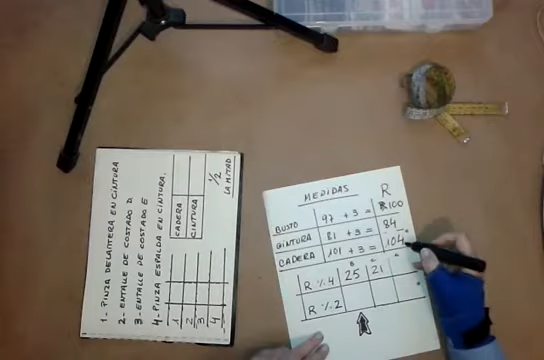 1- PINZA DELANTERA EN CINTURA
2- ENTALLE DE COSTADO D
3- ENTALLE DE COSTADO E
4- PINZA ESPALDA EN CINTURA.
CADERA
CINTURA
1
2
3
4
1/2
LA MITAD
MEDIDAS R
BUSTO 97 + 3 = 100
CINTURA 81 + 3 = 84
CADERA 101 + 3 = 104
R % 4 25 21
R % 2